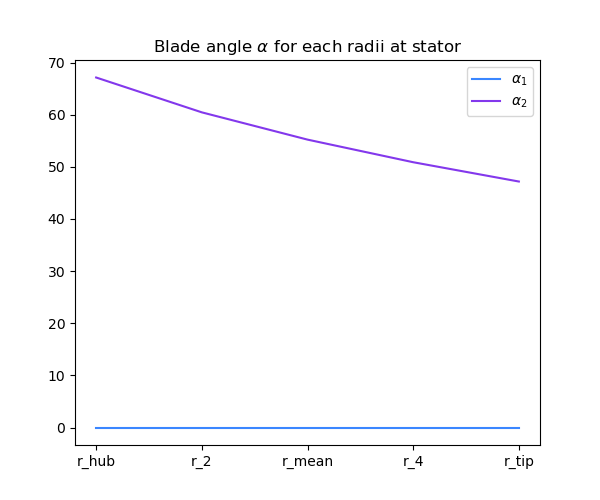 Blade angle α for each radii at stator
α₁
α₂
70
60
50
40
30
20
10
0
r_hub r_2 r_mean r_4 r_tip